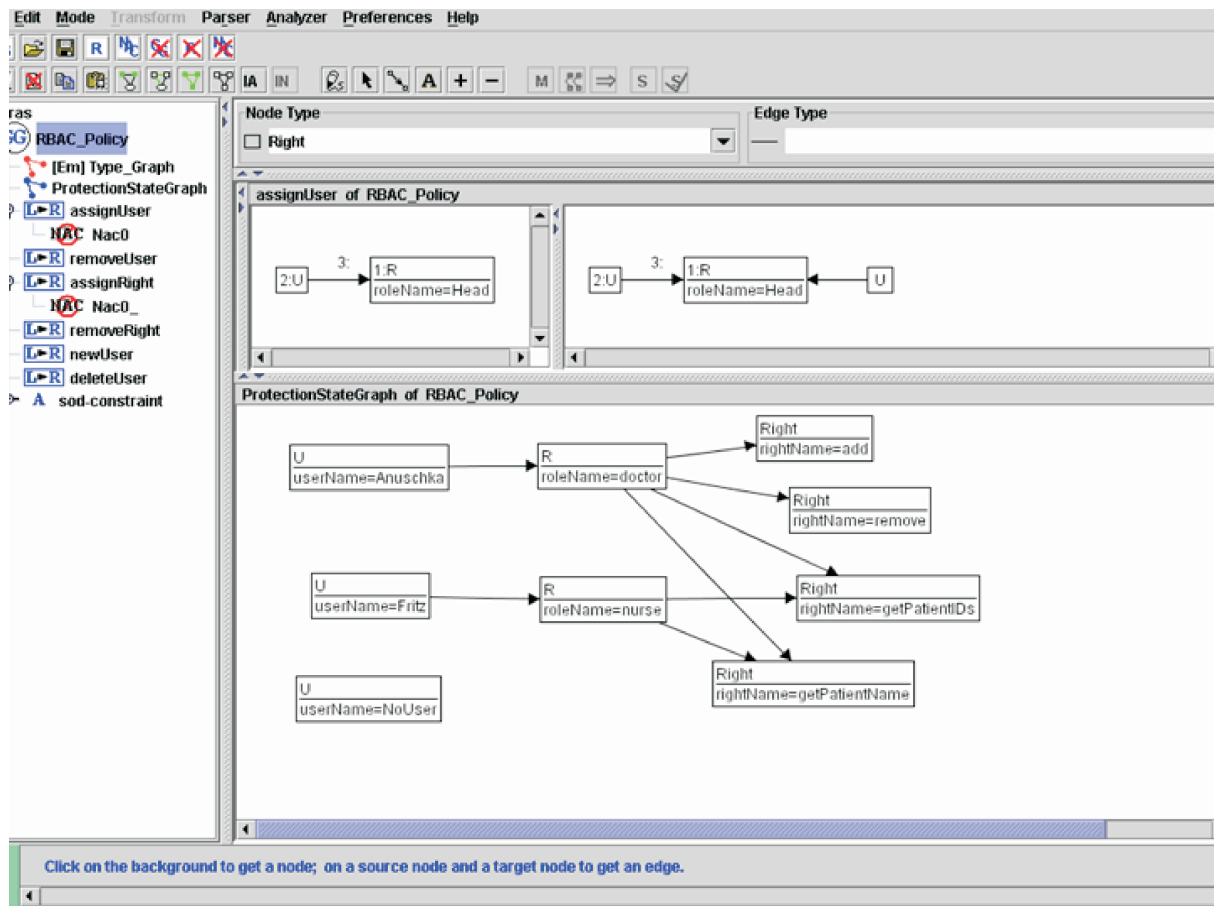 Edit Mode Transform Parser Analyzer Preferences Help
R NAC
IA IN A + − M S
ras
GG RBAC_Policy
[Em] Type_Graph
ProtectionStateGraph
L R assignUser
NAC Nac0
L R removeUser
L R assignRight
NAC Nac0_
L R removeRight
L R newUser
L R deleteUser
A sod-constraint
Node Type
Right
Edge Type
assignUser of RBAC_Policy
2:U
3:
1:R
roleName=Head
2:U
3:
1:R
roleName=Head
U
ProtectionStateGraph of RBAC_Policy
U
userName=Anuschka
R
roleName=doctor
Right
rightName=add
Right
rightName=remove
U
userName=Fritz
R
roleName=nurse
Right
rightName=getPatientIDs
Right
rightName=getPatientName
U
userName=NoUser
Click on the background to get a node; on a source node and a target node to get an edge.